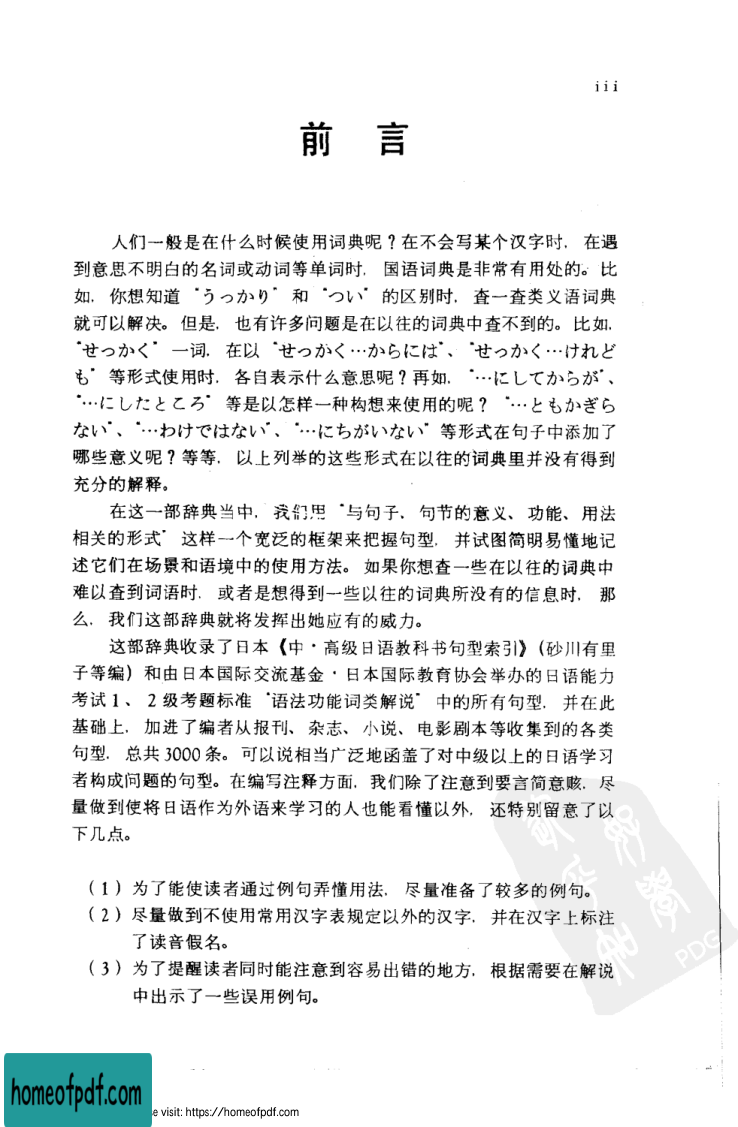 iii
前 言
人们一般是在什么时候使用词典呢？在不会写某个汉字时，在遇
到意思不明白的名词或动词等单词时，国语词典是非常有用处的。比
如，你想知道“うっかり”和“つい”的区别时，查一查类义语词典
就可以解决。但是，也有许多问题是在以往的词典中查不到的。比如，
“せっかく”一词，在以“せっかく…からには”、“せっかく…けれど
も”等形式使用时，各自表示什么意思呢？再如，“…にしてからが”、
“…にしたところ”等是以怎样一种构想来使用的呢？“…ともかぎら
ない”、“…わけではない”、“…にちがいない”等形式在句子中添加了
哪些意义呢？等等，以上列举的这些形式在以往的词典里并没有得到
充分的解释。
在这一部辞典当中，我们用“与句子、句节的意义、功能、用法
相关的形式”这样一个宽泛的框架来把握句型，并试图简明易懂地记
述它们在场景和语境中的使用方法。如果你想查一些在以往的词典中
难以查到词语时，或者是想得到一些以往的词典所没有的信息时，那
么，我们这部辞典就将发挥出她应有的威力。
这部辞典收录了日本《中·高级日语教科书句型索引》（砂川有里
子等编）和由日本国际交流基金·日本国际教育协会举办的日语能力
考试1、2级考题标准“语法功能词类解说”中的所有句型，并在此
基础上，加进了编者从报刊、杂志、小说、电影剧本等收集到的各类
句型，总共3000条。可以说相当广泛地函盖了对中级以上的日语学习
者构成问题的句型。在编写注释方面，我们除了注意到要言简意赅，尽
量做到使将日语作为外语来学习的人也能看懂以外，还特别留意了以
下几点。
（1）为了能使读者通过例句弄懂用法，尽量准备了较多的例句。
（2）尽量做到不使用常用汉字表规定以外的汉字，并在汉字上标注
了读音假名。
（3）为了提醒读者同时能注意到容易出错的地方，根据需要在解说
中出示了一些误用例句。
PDG
homeofpdf.com
visit: https://homeofpdf.com